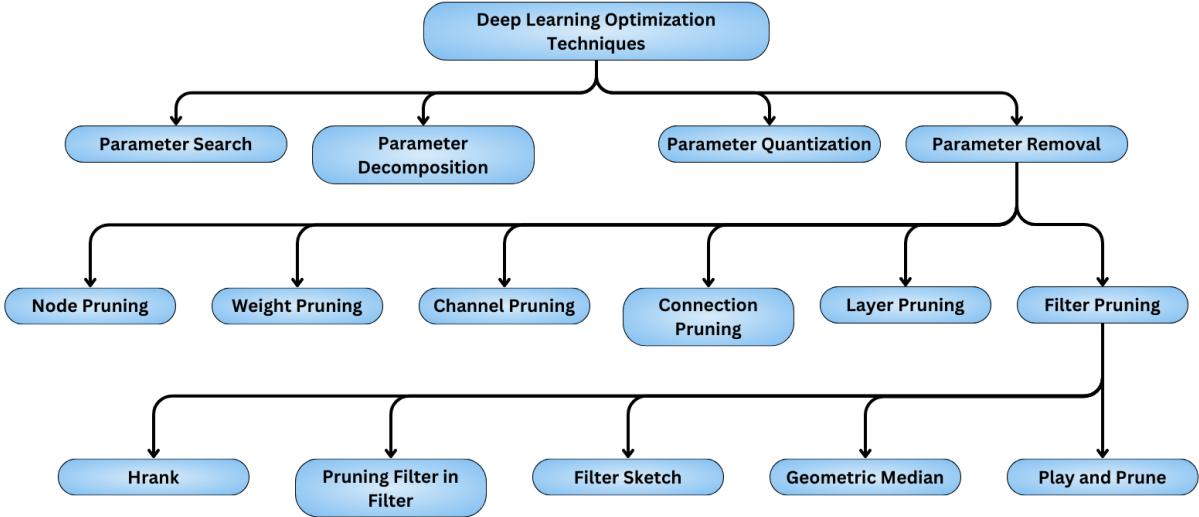 Deep Learning Optimization
Techniques
Parameter Search
Parameter
Decomposition
Parameter Quantization
Parameter Removal
Node Pruning
Weight Pruning
Channel Pruning
Connection
Pruning
Layer Pruning
Filter Pruning
Hrank
Pruning Filter in
Filter
Filter Sketch
Geometric Median
Play and Prune